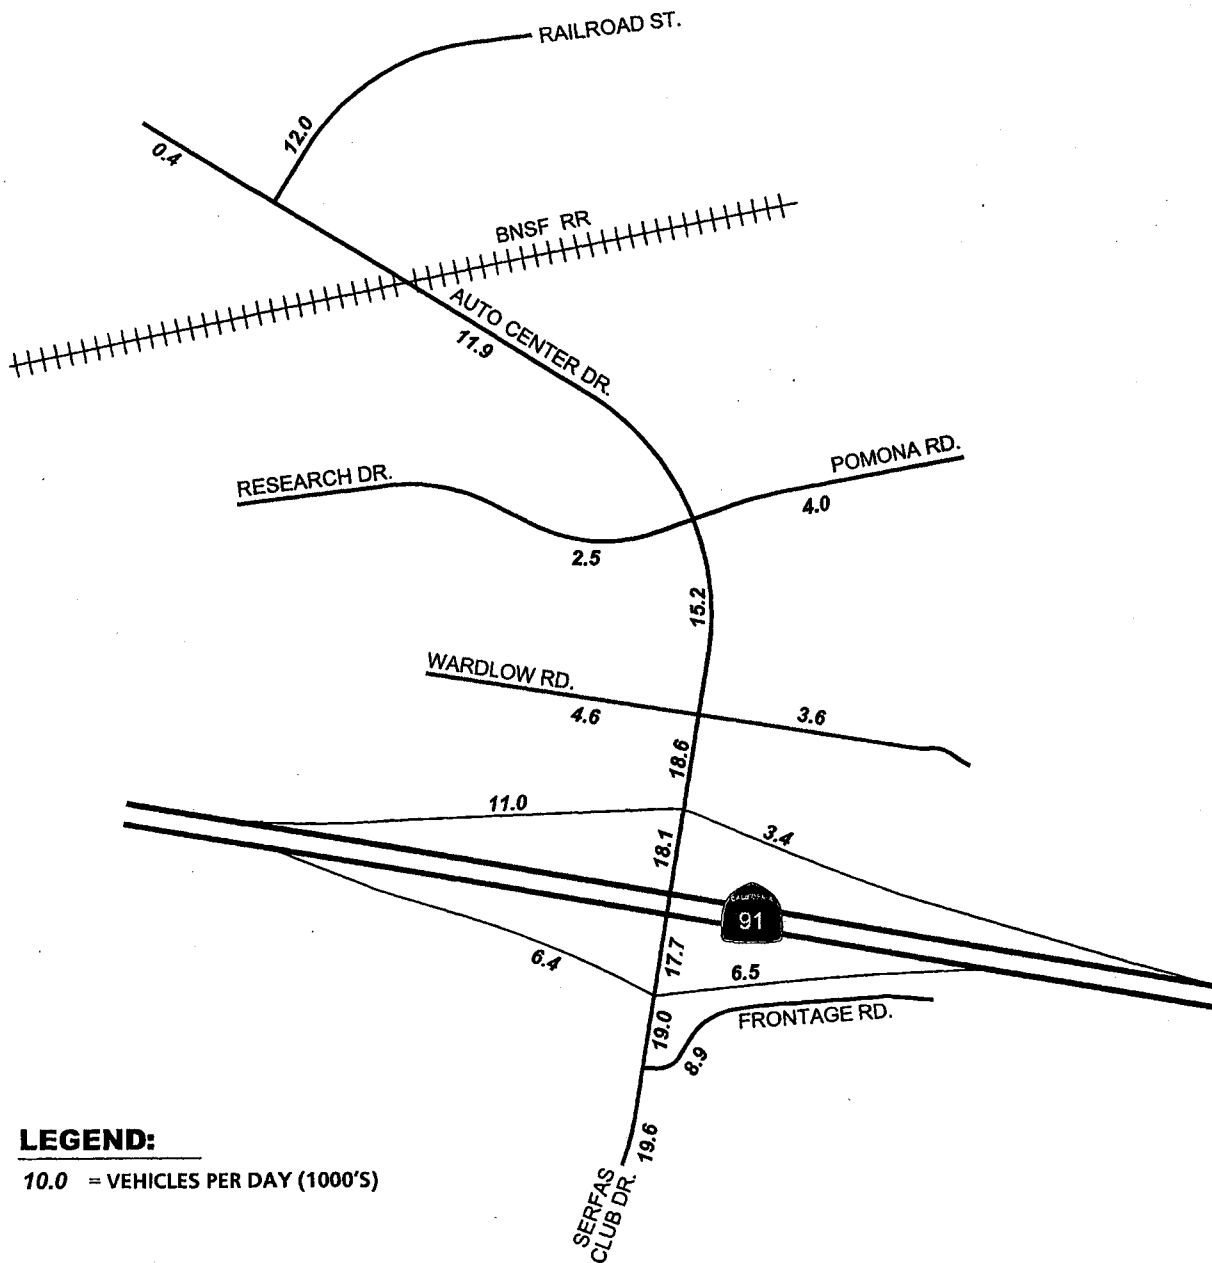 RAILROAD ST.
12.0
0.4
BNSF RR
AUTO CENTER DR.
11.9
RESEARCH DR.
POMONA RD.
4.0
2.5
15.2
WARDLOW RD.
4.6
3.6
18.6
11.0
3.4
18.1
CALIFORNIA
91
17.7
6.4
6.5
19.0
FRONTAGE RD.
8.9
19.6
SERFAS
CLUB DR.
LEGEND:
10.0 = VEHICLES PER DAY (1000'S)